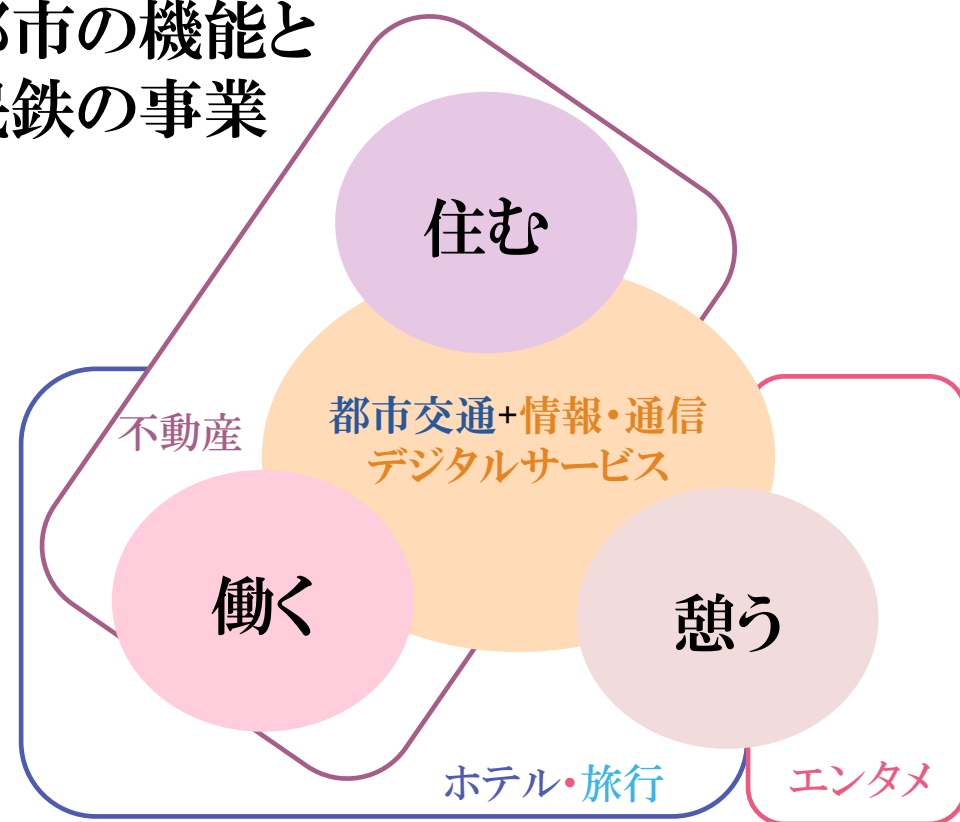 都市の機能と
民鉄の事業
住む
都市交通+情報・通信
デジタルサービス
不動産
働く
憩う
ホテル・旅行
エンタメ